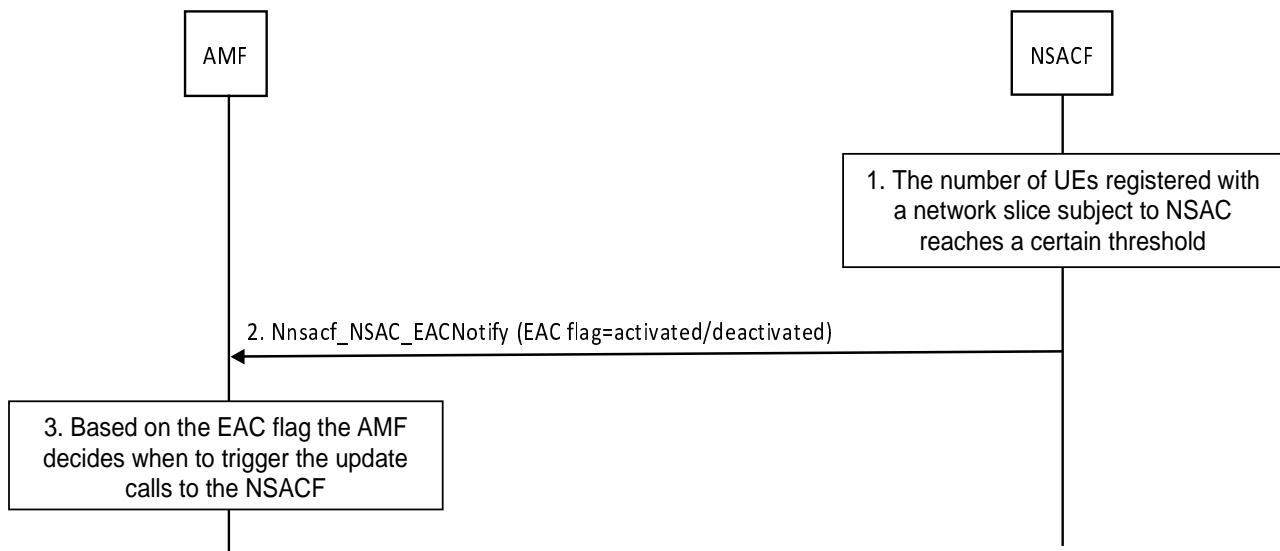 AMF
NSACF
1. The number of UEs registered with
a network slice subject to NSAC
reaches a certain threshold
2. Nnsacf_NSAC_EACNotify (EAC flag=activated/deactivated)
3. Based on the EAC flag the AMF
decides when to trigger the update
calls to the NSACF